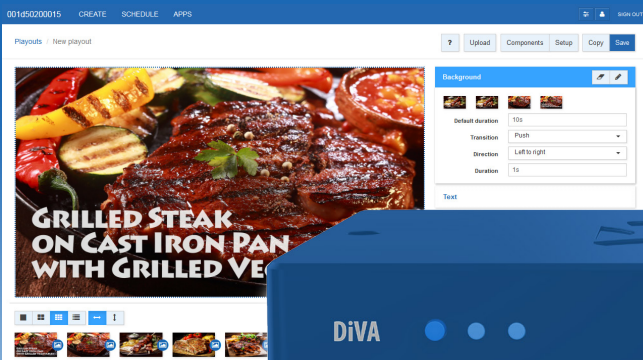 001d50200015 CREATE SCHEDULE APPS SIGN OUT
Playouts / New playout ? Upload Components Setup Copy Save
Background
Default duration 10s
Transition Push
Direction Left to right
Duration 1s
Text
GRILLED STEAK
ON CAST IRON PAN
WITH GRILLED VE
DiVA